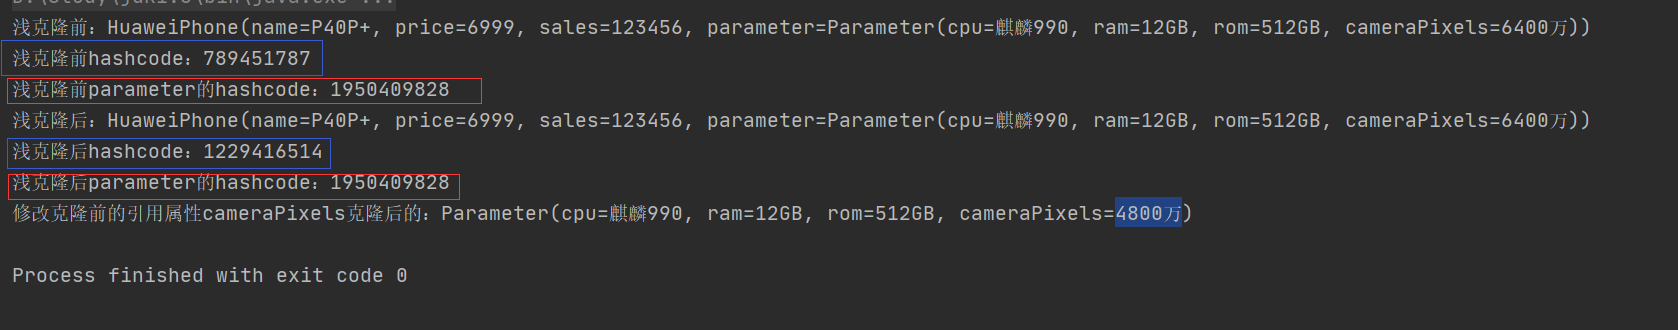 浅克隆前：HuaweiPhone(name=P40P+, price=6999, sales=123456, parameter=Parameter(cpu=麒麟990, ram=12GB, rom=512GB, cameraPixels=6400万))
浅克隆前hashcode：789451787
浅克隆前parameter的hashcode：1950409828
浅克隆后：HuaweiPhone(name=P40P+, price=6999, sales=123456, parameter=Parameter(cpu=麒麟990, ram=12GB, rom=512GB, cameraPixels=6400万))
浅克隆后hashcode：1229416514
浅克隆后parameter的hashcode：1950409828
修改克隆前的引用属性cameraPixels克隆后的：Parameter(cpu=麒麟990, ram=12GB, rom=512GB, cameraPixels=4800万)
Process finished with exit code 0